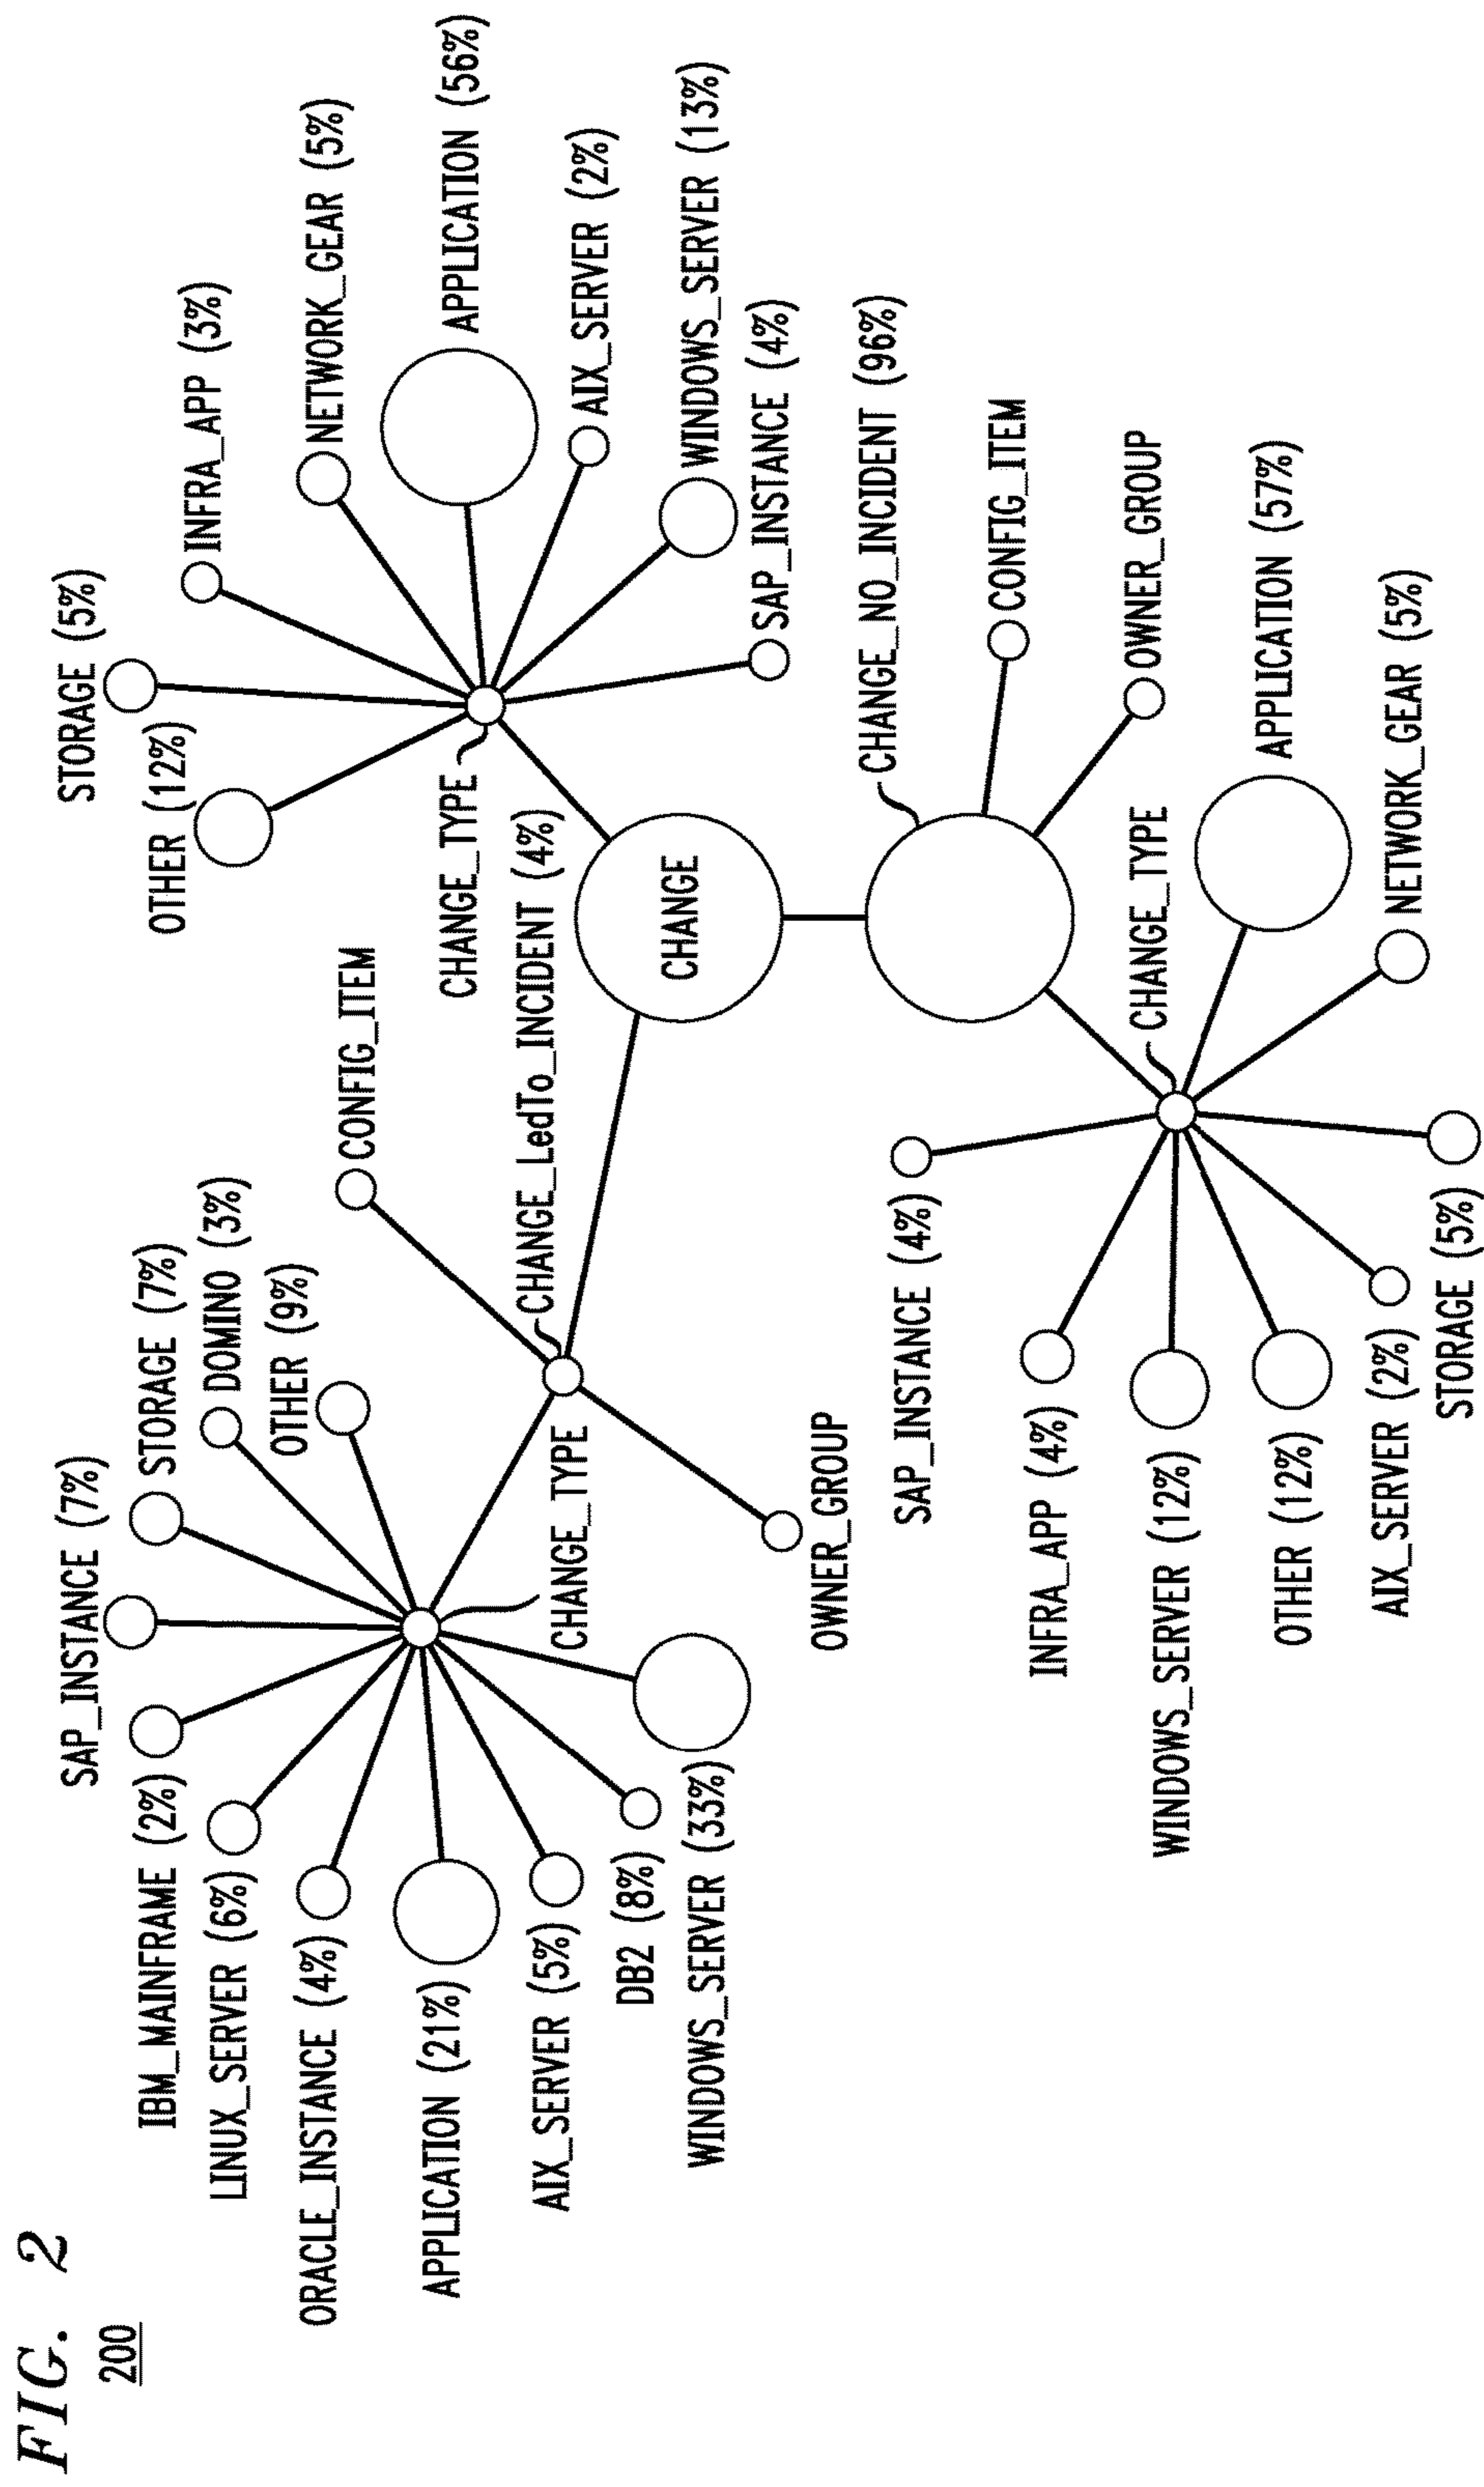 FIG. 2
200
SAP_INSTANCE (7%)
STORAGE (7%)
DOMINO (3%)
OTHER (9%)
IBM_MAINFRAME (2%)
LINUX_SERVER (6%)
ORACLE_INSTANCE (4%)
APPLICATION (21%)
AIX_SERVER (5%)
DB2 (8%)
WINDOWS_SERVER (33%)
CHANGE_TYPE
CONFIG_ITEM
CHANGE_LedTo_INCIDENT (4%)
OWNER_GROUP
STORAGE (5%)
OTHER (12%)
INFRA_APP (3%)
NETWORK_GEAR (5%)
APPLICATION (56%)
AIX_SERVER (2%)
WINDOWS_SERVER (13%)
SAP_INSTANCE (4%)
CHANGE_TYPE
CHANGE
CHANGE_NO_INCIDENT (96%)
CONFIG_ITEM
OWNER_GROUP
CHANGE_TYPE
APPLICATION (57%)
NETWORK_GEAR (5%)
SAP_INSTANCE (4%)
INFRA_APP (4%)
WINDOWS_SERVER (12%)
OTHER (12%)
AIX_SERVER (2%)
STORAGE (5%)